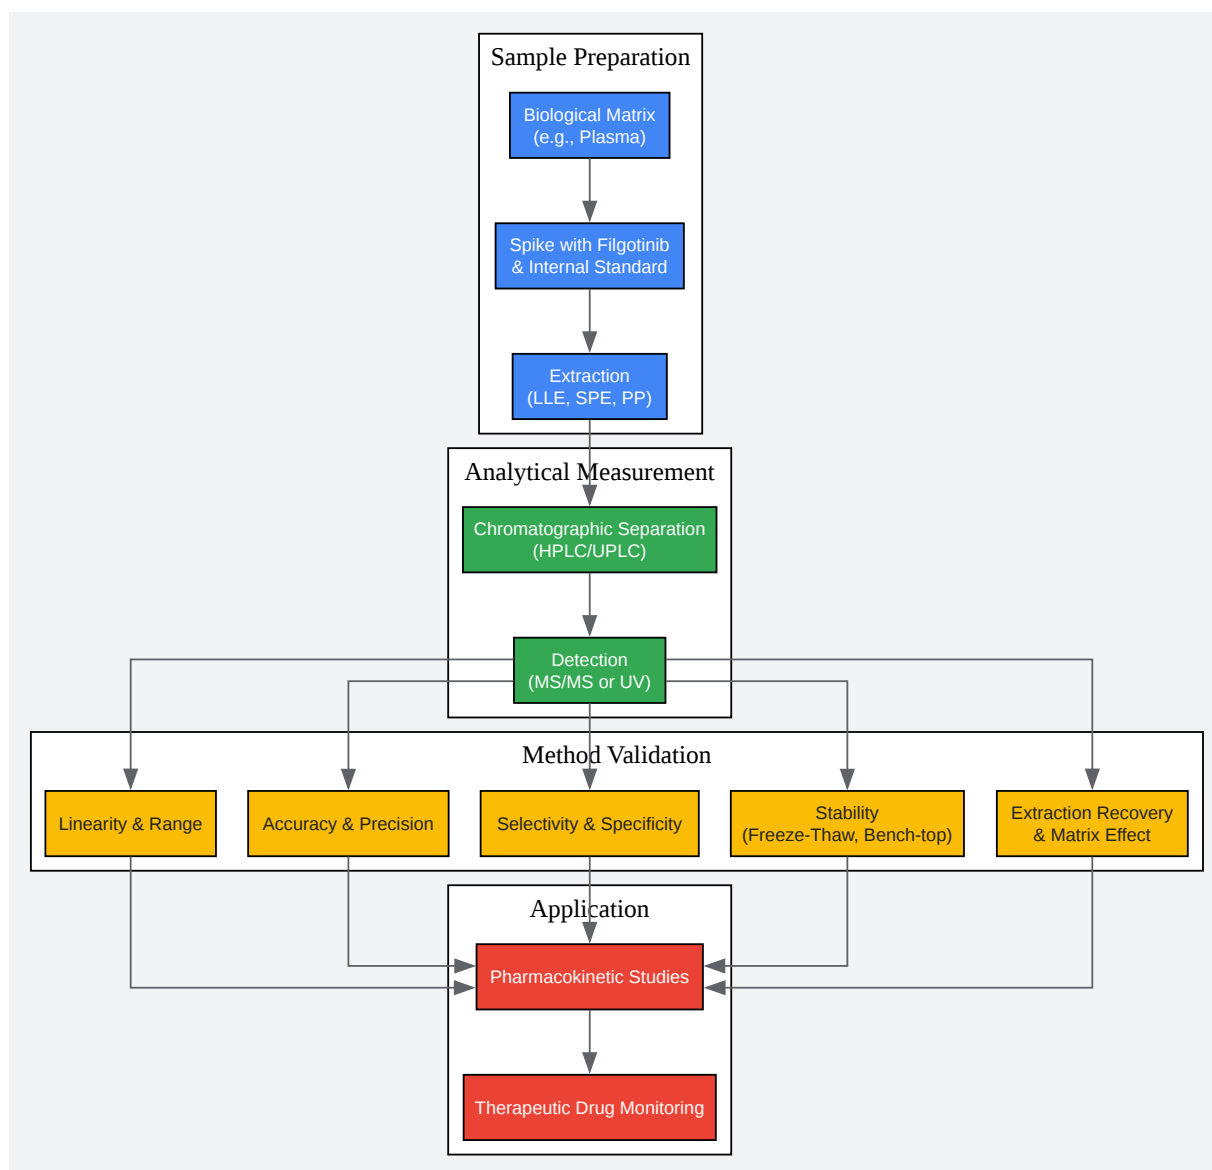 Sample Preparation
Biological Matrix
(e.g., Plasma)
Spike with Filgotinib
& Internal Standard
Extraction
(LLE, SPE, PP)
Analytical Measurement
Chromatographic Separation
(HPLC/UPLC)
Detection
(MS/MS or UV)
Method Validation
Linearity & Range
Accuracy & Precision
Selectivity & Specificity
Stability
(Freeze-Thaw, Bench-top)
Extraction Recovery
& Matrix Effect
Application
Pharmacokinetic Studies
Therapeutic Drug Monitoring